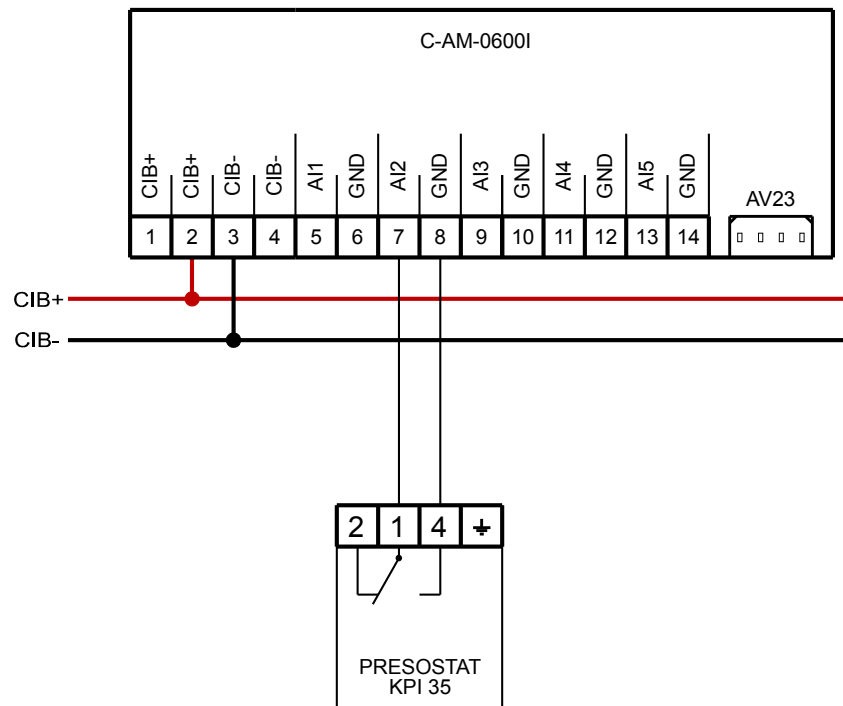 C-AM-0600I
CIB+ CIB+ CIB- CIB- AI1 GND AI2 GND AI3 GND AI4 GND AI5 GND
AV23
1 2 3 4 5 6 7 8 9 10 11 12 13 14
CIB+
CIB-
2 1 4
PRESOSTAT
KPI 35